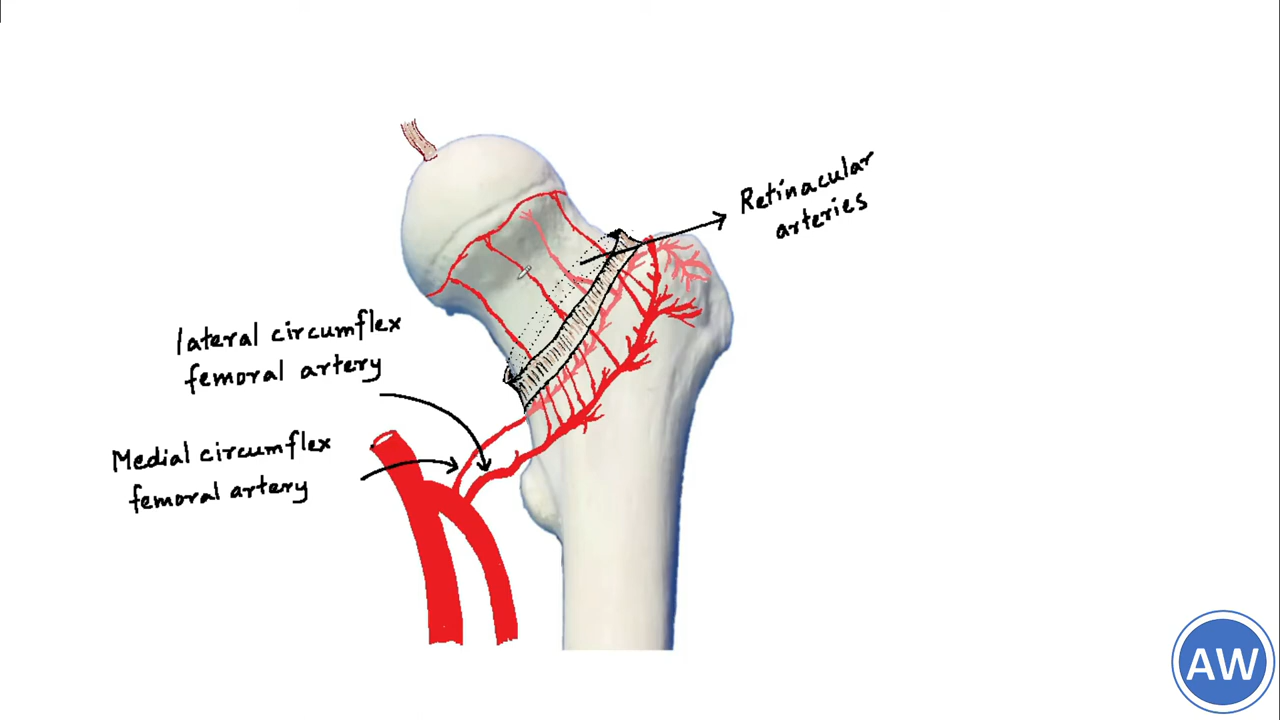 Retinacular
arteries
lateral circumflex
femoral artery
Medial circumflex
femoral artery
AW